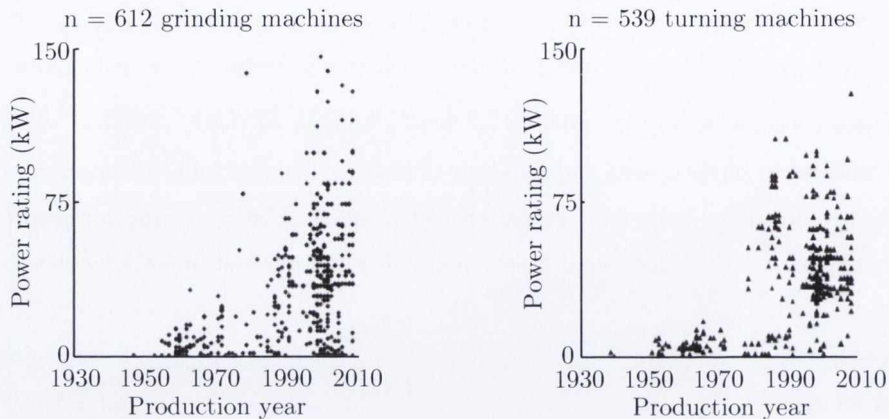 n = 612 grinding machines
150
75
0
Power rating (kW)
1930 1950 1970 1990 2010
Production year
n = 539 turning machines
150
75
0
Power rating (kW)
1930 1950 1970 1990 2010
Production year